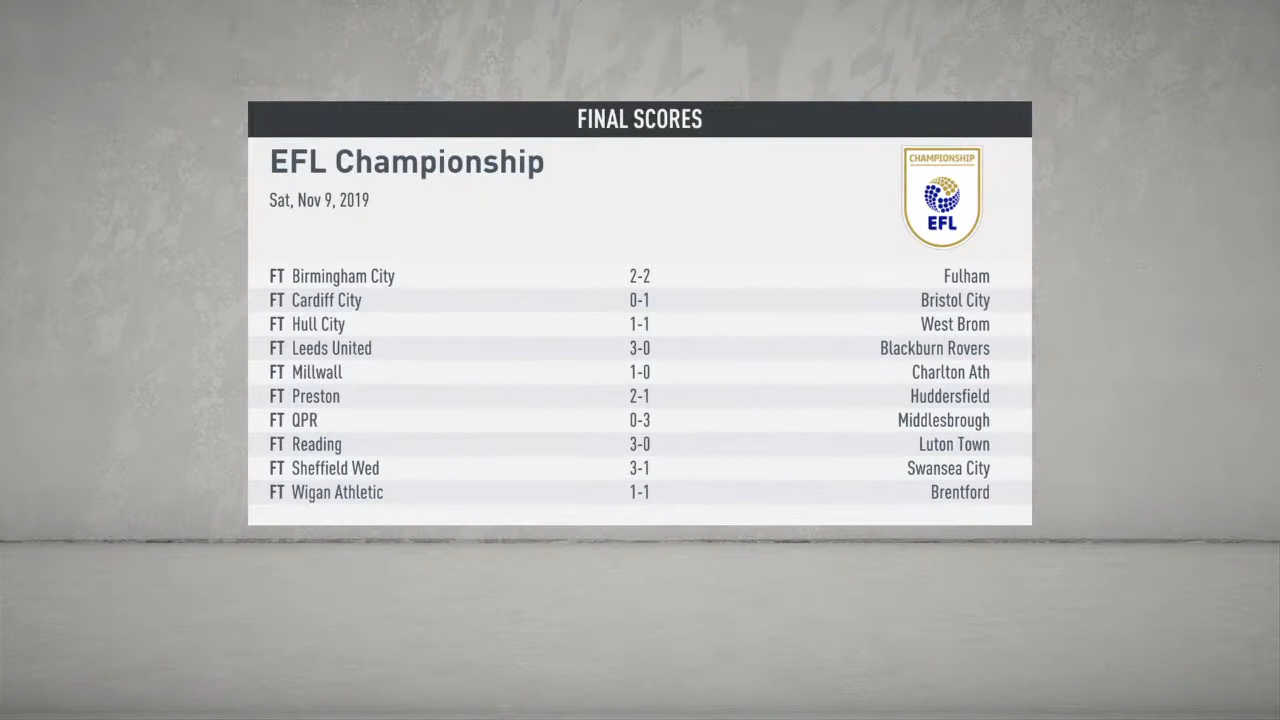 FINAL SCORES
EFL Championship
Sat, Nov 9, 2019
CHAMPIONSHIP
EFL
FT Birmingham City 2-2 Fulham
FT Cardiff City 0-1 Bristol City
FT Hull City 1-1 West Brom
FT Leeds United 3-0 Blackburn Rovers
FT Millwall 1-0 Charlton Ath
FT Preston 2-1 Huddersfield
FT QPR 0-3 Middlesbrough
FT Reading 3-0 Luton Town
FT Sheffield Wed 3-1 Swansea City
FT Wigan Athletic 1-1 Brentford